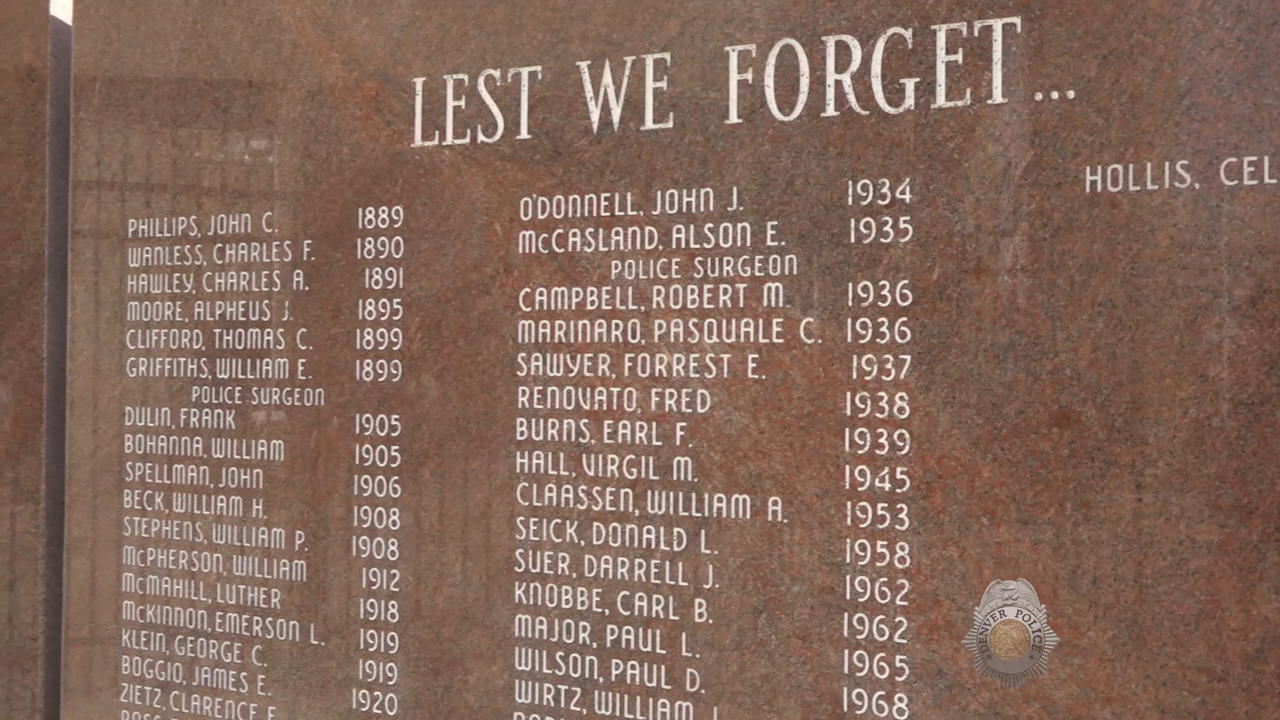 LEST WE FORGET...
PHILLIPS, JOHN C. 1889
WANLESS, CHARLES F. 1890
HAWLEY, CHARLES A. 1891
MOORE, ALPHEUS J. 1895
CLIFFORD, THOMAS C. 1899
GRIFFITHS, WILLIAM E. 1899
POLICE SURGEON
DULIN, FRANK 1905
BOHANNA, WILLIAM 1905
SPELLMAN, JOHN 1906
BECK, WILLIAM H. 1908
STEPHENS, WILLIAM P. 1908
McPHERSON, WILLIAM 1912
McMAHILL, LUTHER 1918
McKINNON, EMERSON L. 1919
KLEIN, GEORGE C. 1919
BOGGIO, JAMES E. 1920
ZIETZ, CLARENCE
O'DONNELL, JOHN J. 1934
McCASLAND, ALSON E. 1935
POLICE SURGEON
CAMPBELL, ROBERT M. 1936
MARINARO, PASQUALE C. 1936
SAWYER, FORREST E. 1937
RENOVATO, FRED 1938
BURNS, EARL F. 1939
HALL, VIRGIL M. 1945
CLAASSEN, WILLIAM A. 1953
SEICK, DONALD L. 1958
SUER, DARRELL J. 1962
KNOBBE, CARL B. 1962
MAJOR, PAUL L. 1965
WILSON, PAUL D. 1968
WIRTZ, WILLIAM
HOLLIS, CEL
DENVER POLICE